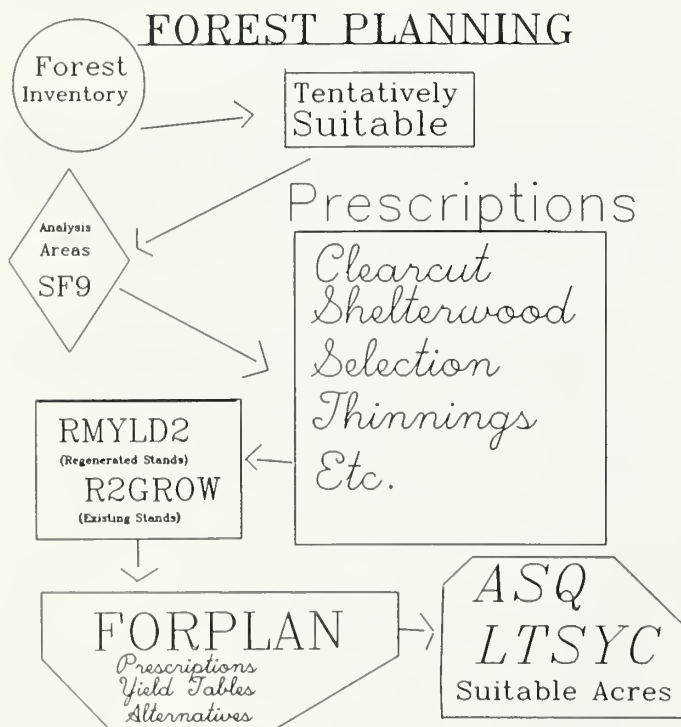 FOREST PLANNING
Forest
Inventory
Tentatively
Suitable
Analysis
Areas
SF9
Prescriptions
Clearcut
Shelterwood
Selection
Thinnings
Etc.
RMYLD2
(Regenerated Stands)
R2GROW
(Existing Stands)
FORPLAN
Prescriptions
Yield Tables
Alternatives
ASQ
LTSYC
Suitable Acres